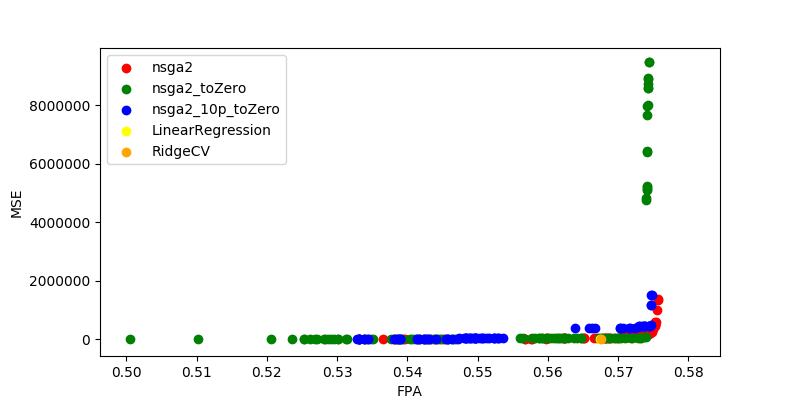 nsga2
nsga2_toZero
nsga2_10p_toZero
LinearRegression
RidgeCV
8000000
6000000
4000000
2000000
0
MSE
0.50 0.51 0.52 0.53 0.54 0.55 0.56 0.57 0.58
FPA